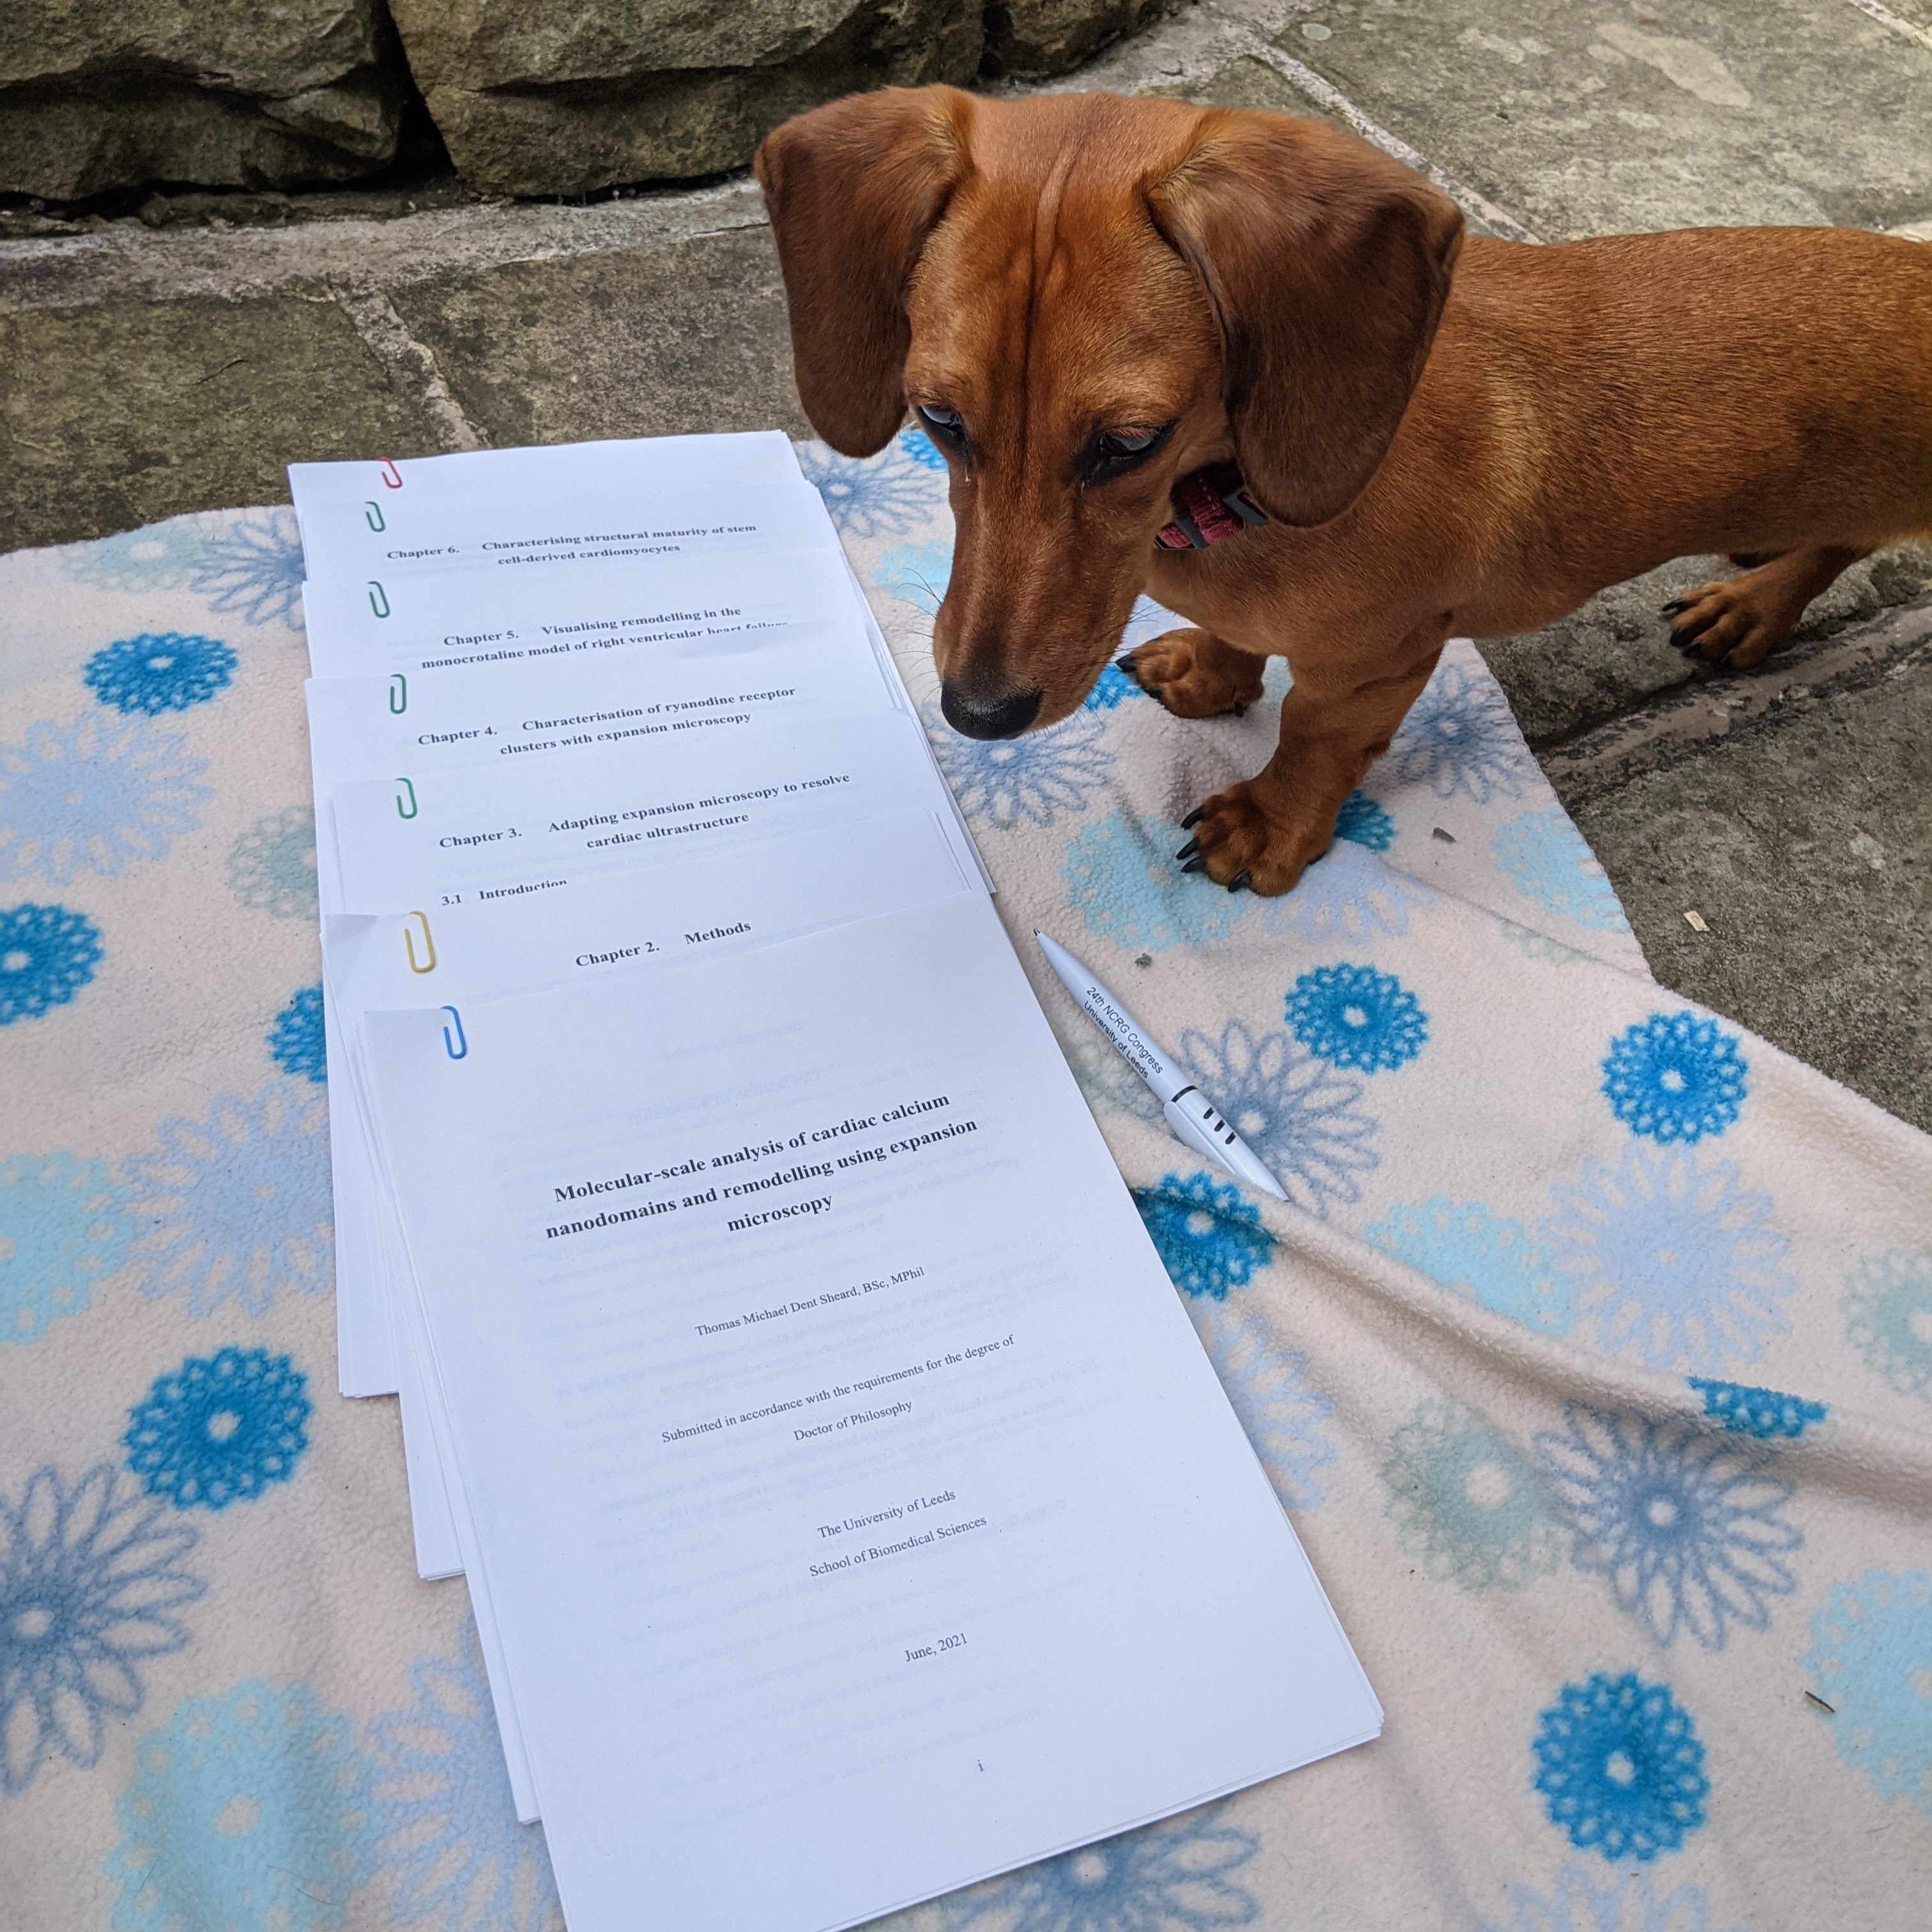 Chapter 6. Characterising structural maturity of stem
cell-derived cardiomyocytes
Chapter 5. Visualising remodelling in the
monocrotaline model of right ventricular heart failure
Chapter 4. Characterisation of ryanodine receptor
clusters with expansion microscopy
Chapter 3. Adapting expansion microscopy to resolve
cardiac ultrastructure
3.1 Introduction
Chapter 2. Methods
Molecular-scale analysis of cardiac calcium
nanodomains and remodelling using expansion
microscopy
Thomas Michael Dent Sheard, BSc, MPhil
Submitted in accordance with the requirements for the degree of
Doctor of Philosophy
The University of Leeds
School of Biomedical Sciences
June, 2021
i
24th NCRG Congress
University of Leeds